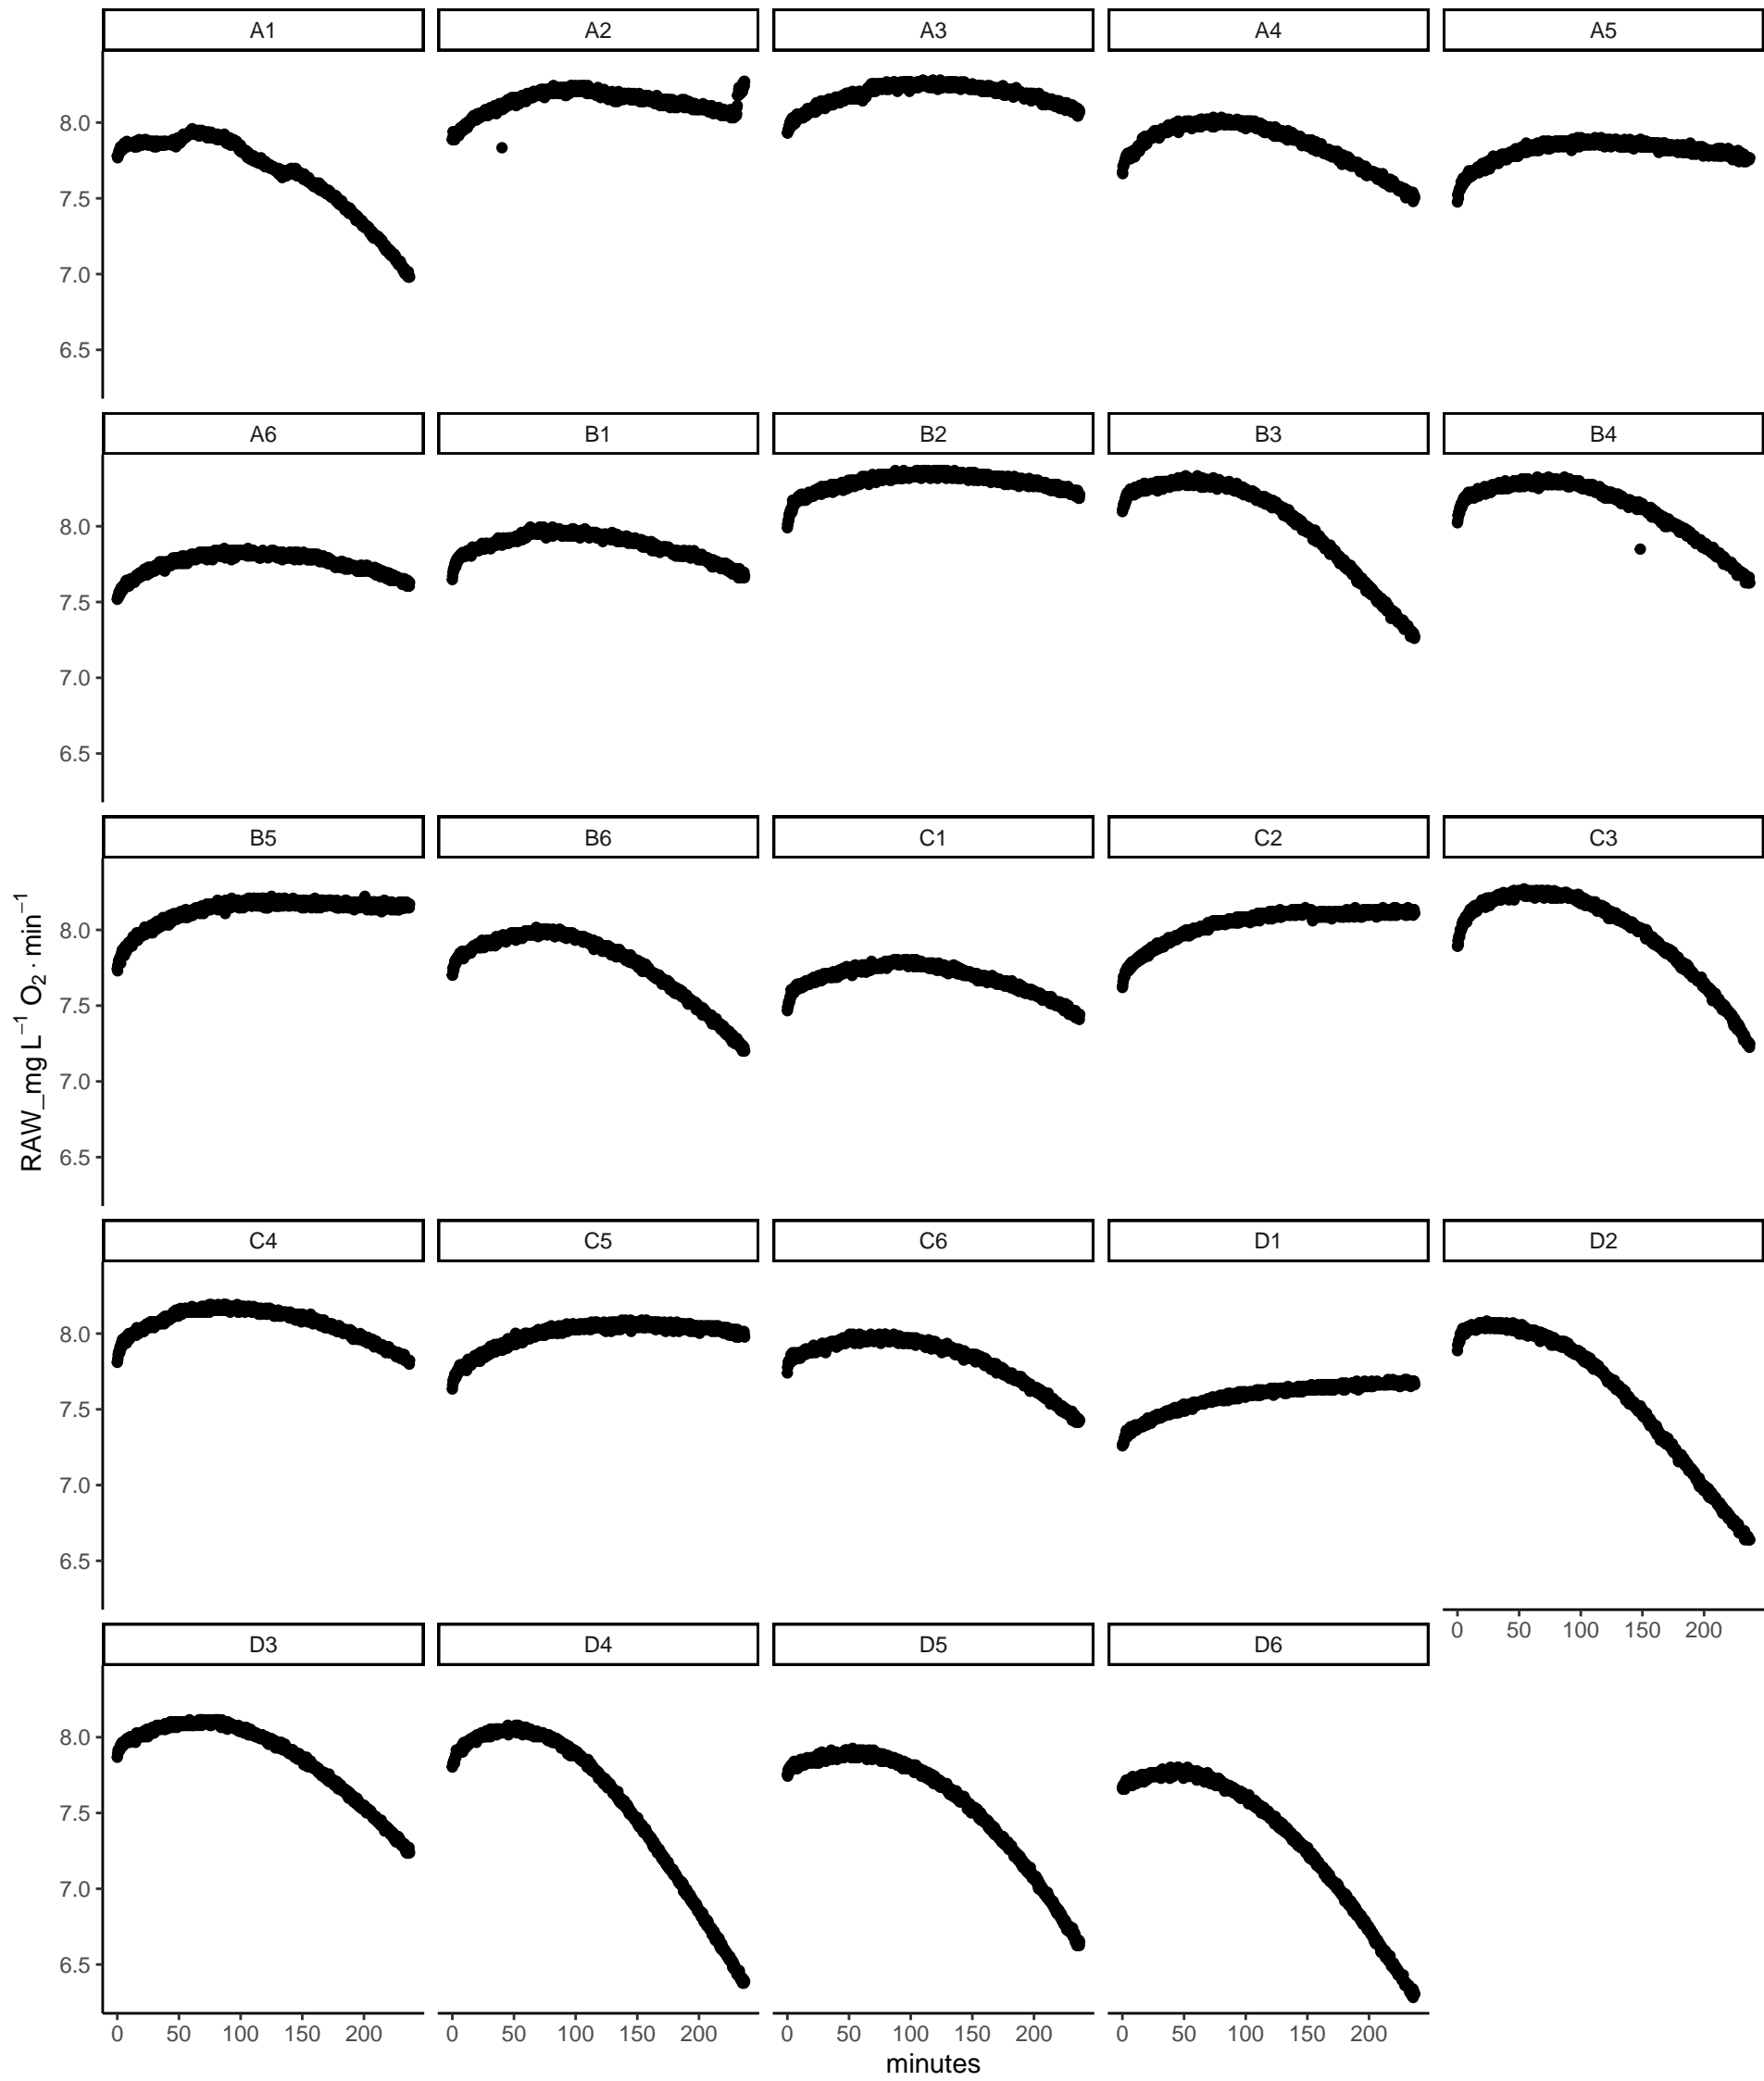 A1 A2 A3 A4 A5
8.0
7.5
7.0
6.5
A6 B1 B2 B3 B4
8.0
7.5
7.0
6.5
B5 B6 C1 C2 C3
8.0
7.5
7.0
6.5
RAW_mg L⁻¹ O₂ · min⁻¹
C4 C5 C6 D1 D2
8.0
7.5
7.0
6.5
0 50 100 150 200
D3 D4 D5 D6
8.0
7.5
7.0
6.5
0 50 100 150 200 0 50 100 150 200 0 50 100 150 200 0 50 100 150 200
minutes